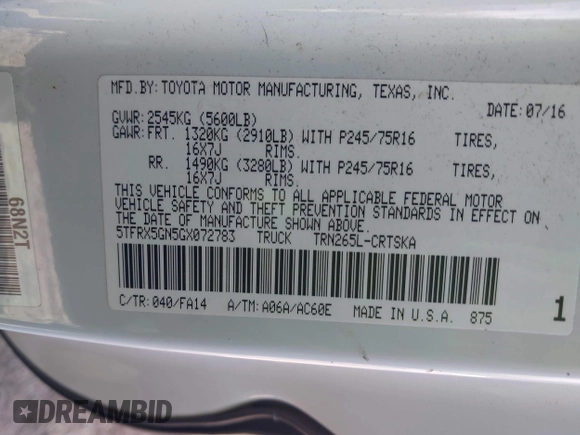 MFD.BY: TOYOTA MOTOR MANUFACTURING, TEXAS, INC.
DATE: 07/16
GVWR: 2545KG (5600LB)
GAWR: FRT. 1320KG (2910LB) WITH P245/75R16 TIRES,
16X7J RIMS.
RR. 1490KG (3280LB) WITH P245/75R16 TIRES,
16X7J RIMS.
THIS VEHICLE CONFORMS TO ALL APPLICABLE FEDERAL MOTOR
VEHICLE SAFETY AND THEFT PREVENTION STANDARDS IN EFFECT ON
THE DATE OF MANUFACTURE SHOWN ABOVE.
5TFRX5GN5GX072783 TRUCK TRN265L-CRTSKA
C/TR: 040/FA14 A/TM: A06A/AC60E MADE IN U.S.A. 875
1
68N2T
DREAMBID